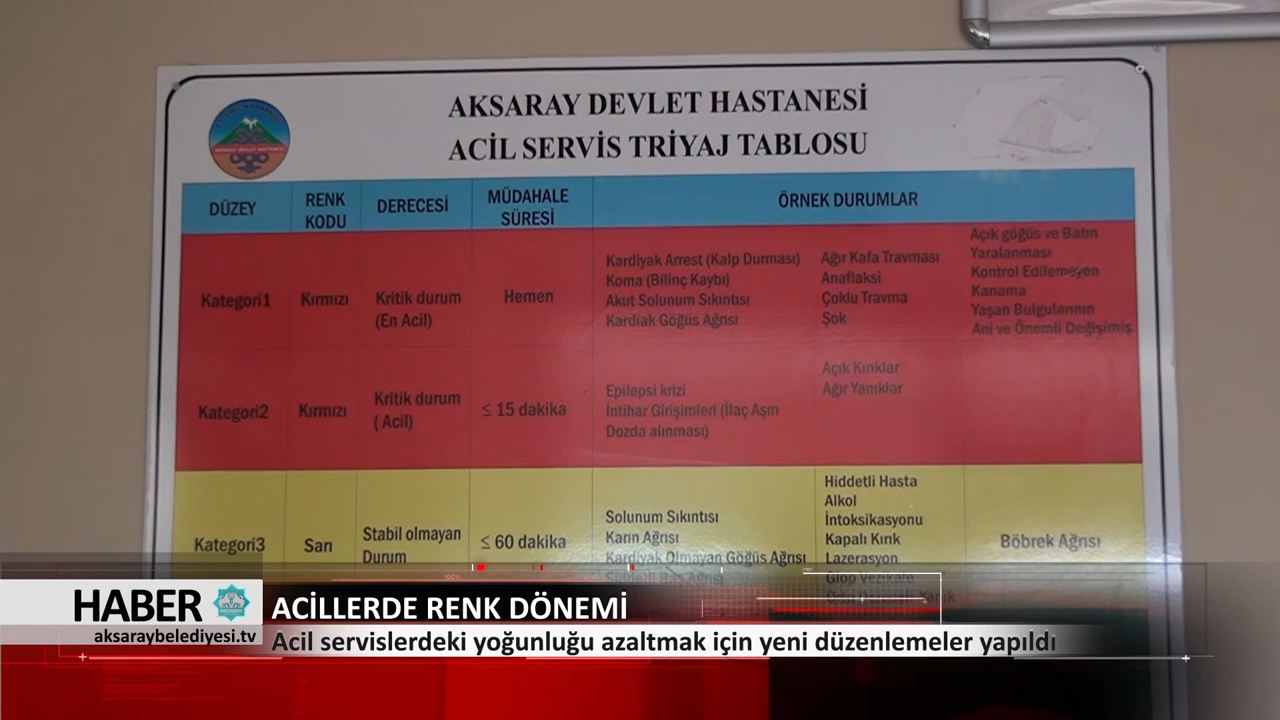 AKSARAY DEVLET HASTANESİ
ACİL SERVİS TRİYAJ TABLOSU
AKSARAY DEVLET HASTANESİ
DÜZEY
RENK
KODU
DERECESİ
MÜDAHALE
SÜRESİ
ÖRNEK DURUMLAR
Kategori1
Kırmızı
Kritik durum
(En Acil)
Hemen
Kardiyak Arrest (Kalp Durması)
Koma (Bilinç Kaybı)
Akut Solunum Sıkıntısı
Kardiak Göğüs Ağrısı
Ağır Kafa Travması
Anaflaksi
Çoklu Travma
Şok
Açık göğüs ve Batın
Yaralanması
Kontrol Edilemeyen
Kanama
Yaşan Bulgularının
Ani ve Önemli Değişimiş
Kategori2
Kırmızı
Kritik durum
( Acil)
≤ 15 dakika
Epilepsi krizi
İntihar Girişimleri (İlaç Aşırı
Dozda alınması)
Açık Kırıklar
Ağır Yanıklar
Kategori3
Sarı
Stabil olmayan
Durum
≤ 60 dakika
Solunum Sıkıntısı
Karın Ağrısı
Kardiyak Olmayan Göğüs Ağrısı
Şiddetli Baş Ağrısı
Hiddetli Hasta
Alkol
İntoksikasyonu
Kapalı Kırık
Lazerasyon
Böbrek Ağrısı
HABER
aksaraybelediyesi.tv
ACİLLERDE RENK DÖNEMİ
Acil servislerdeki yoğunluğu azaltmak için yeni düzenlemeler yapıldı